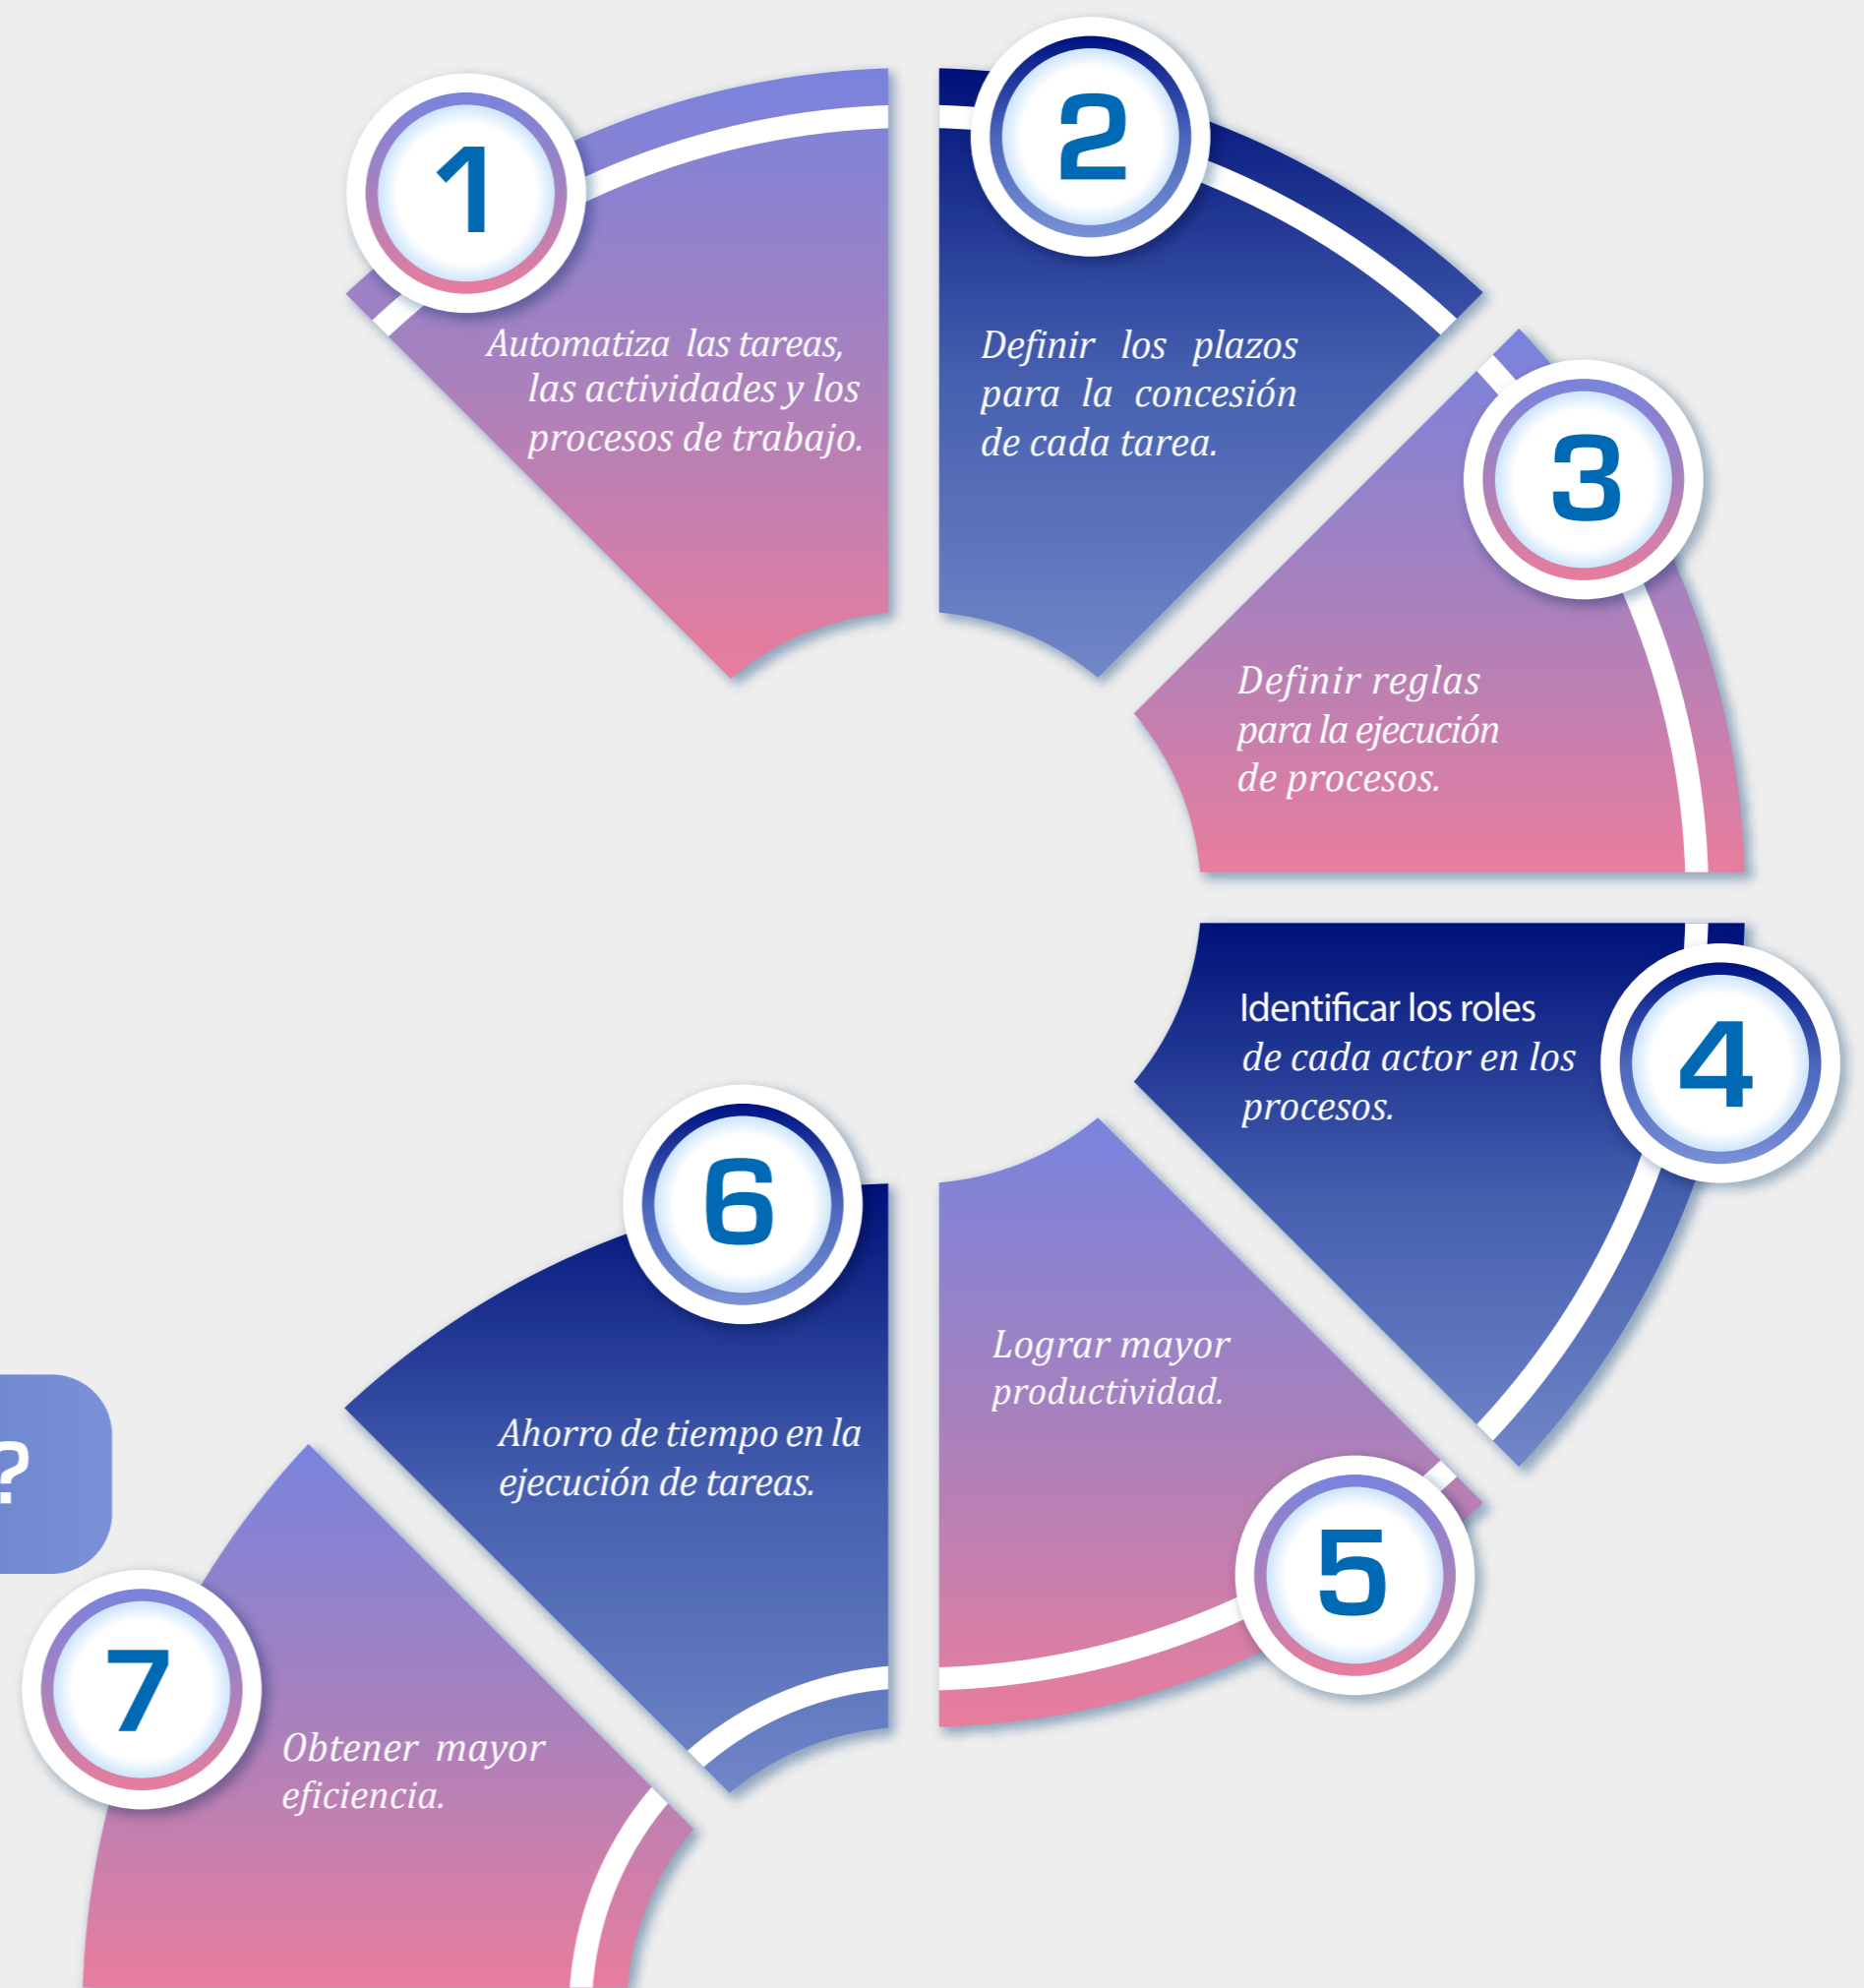 1
Automatiza las tareas,
las actividades y los
procesos de trabajo.
2
Definir los plazos
para la concesión
de cada tarea.
3
Definir reglas
para la ejecución
de procesos.
4
Identificar los roles
de cada actor en los
procesos.
5
Lograr mayor
productividad.
6
Ahorro de tiempo en la
ejecución de tareas.
?
7
Obtener mayor
eficiencia.